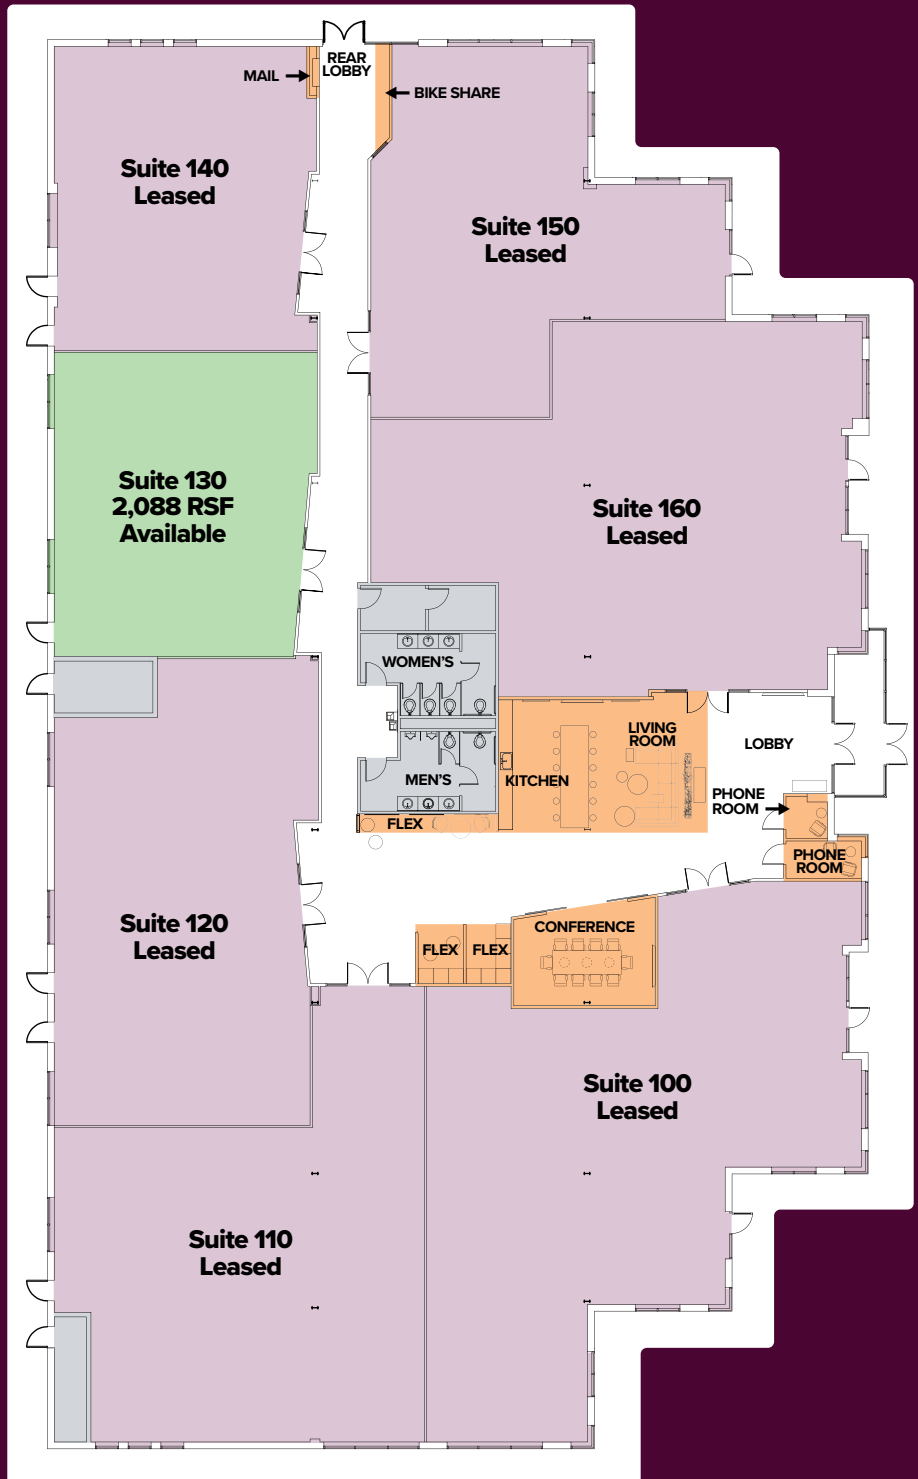 REAR
LOBBY
MAIL
BIKE SHARE
Suite 140
Leased
Suite 150
Leased
Suite 130
2,088 RSF
Available
Suite 160
Leased
WOMEN'S
LIVING
ROOM
LOBBY
MEN'S
KITCHEN
PHONE
ROOM
FLEX
PHONE
ROOM
Suite 120
Leased
CONFERENCE
FLEX
FLEX
Suite 100
Leased
Suite 110
Leased